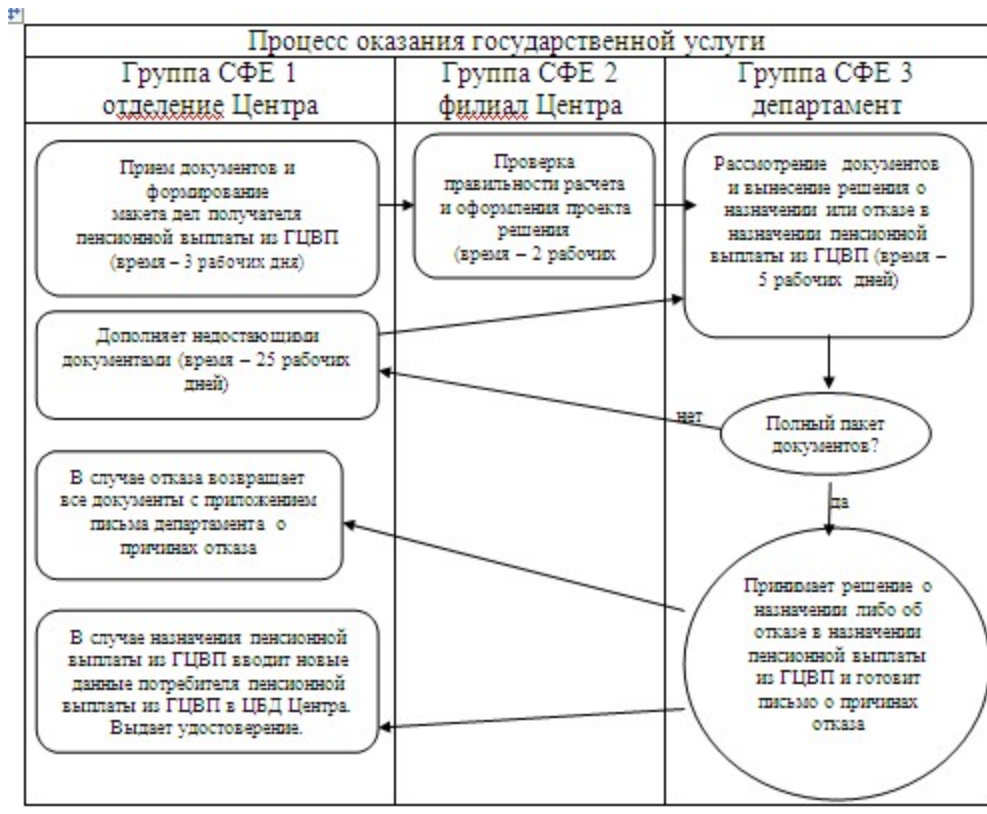 Процесс оказания государственной услуги
Группа СФЕ 1
отделение Центра
Группа СФЕ 2
филиал Центра
Группа СФЕ 3
департамент
Прием документов и
формирование
макета дел получателя
пенсионной выплаты из ГЦВП
(время – 3 рабочих дня)
Проверка
правильности расчета
и оформления проекта
решения
(время – 2 рабочих
Рассмотрение документов
и вынесение решения о
назначении или отказе в
назначении пенсионной
выплаты из ГЦВП (время –
5 рабочих дней)
Дополняет недостающими
документами (время – 25 рабочих
дней)
нет
Полный пакет
документов?
да
В случае отказа возвращает
все документы с приложением
письма департамента о
причинах отказа
Принимает решение о
назначении либо об
отказе в назначении
пенсионной выплаты
из ГЦВП и готовит
письмо о причинах
отказа
В случае назначения пенсионной
выплаты из ГЦВП вводит новые
данные потребителя пенсионной
выплаты из ГЦВП в ЦБД Центра.
Выдает удостоверение.